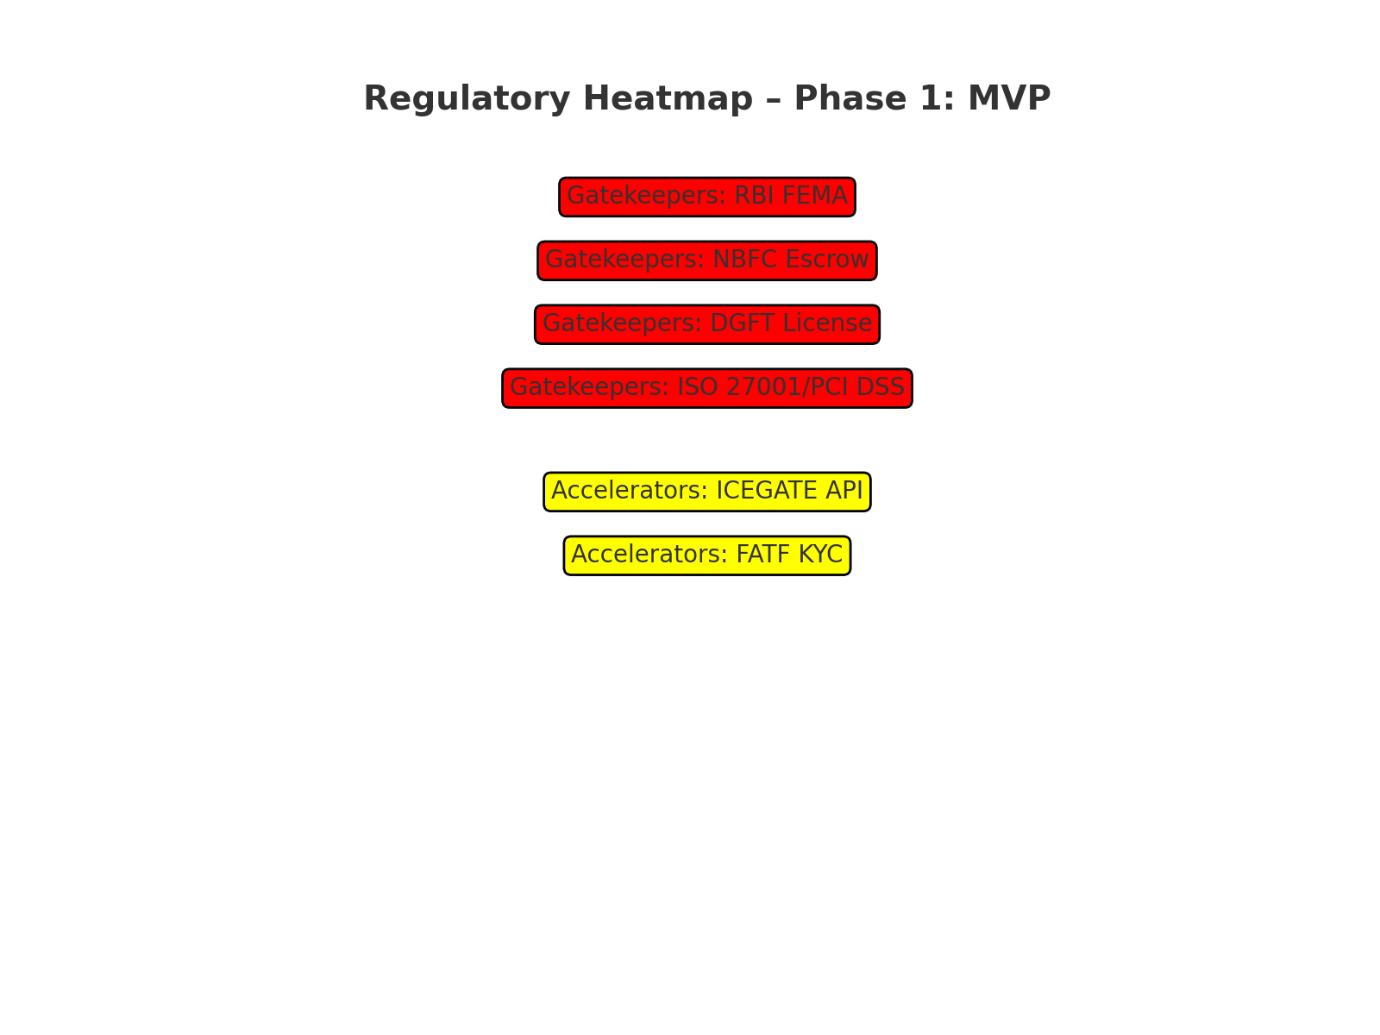 Regulatory Heatmap – Phase 1: MVP
Gatekeepers: RBI FEMA
Gatekeepers: NBFC Escrow
Gatekeepers: DGFT License
Gatekeepers: ISO 27001/PCI DSS
Accelerators: ICEGATE API
Accelerators: FATF KYC